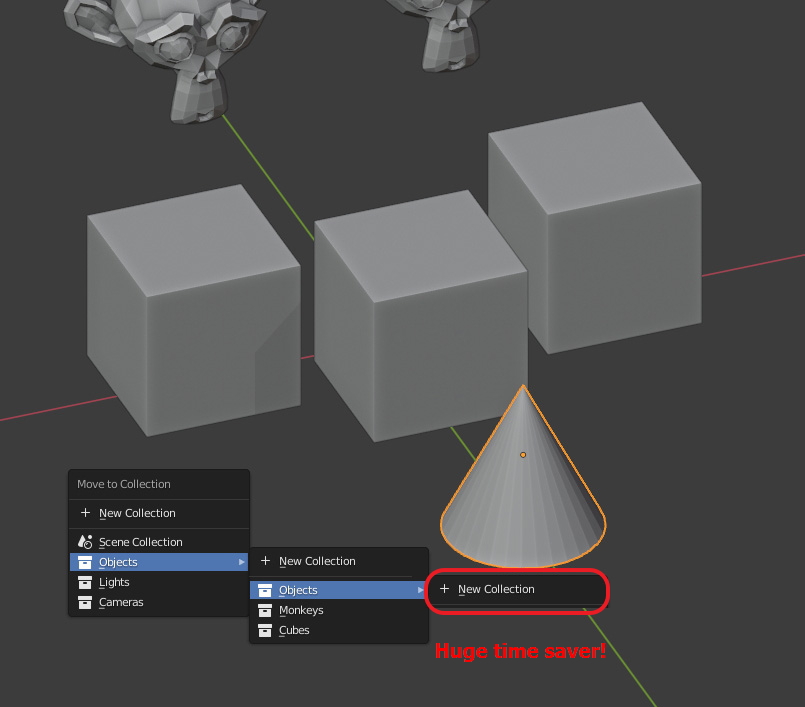 Move to Collection
New Collection
Scene Collection
Objects
Lights
Cameras
New Collection
Objects
Monkeys
Cubes
New Collection
Huge time saver!